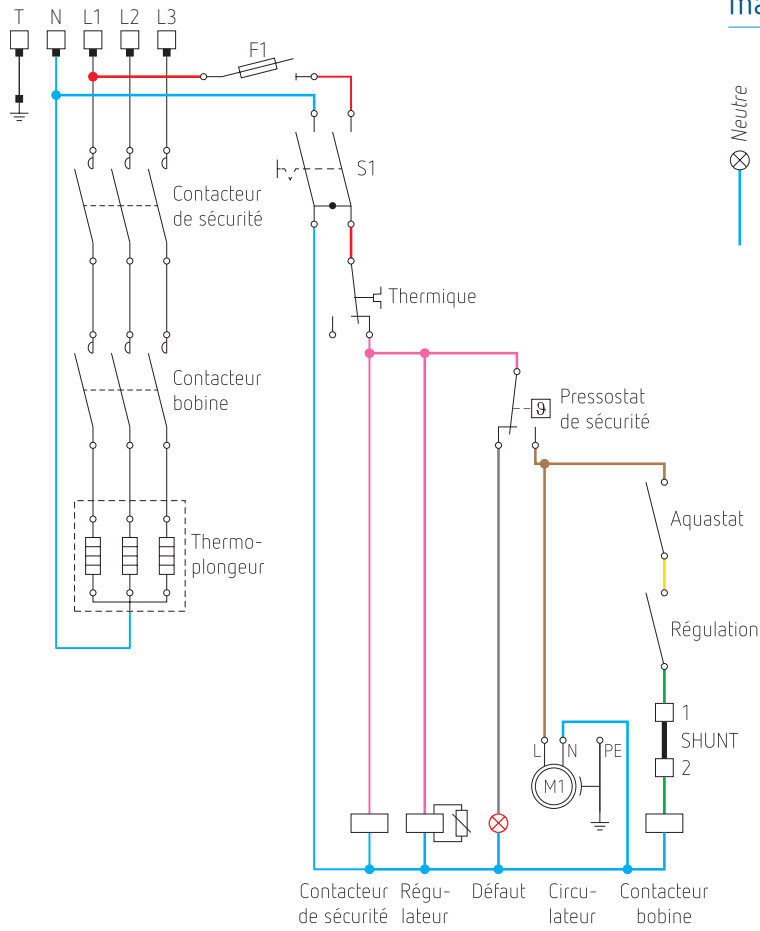 T N L1 L2 L3
ma
F1
Neutre
S1
Contacteur
de sécurité
Thermique
Contacteur
bobine
Pressostat
de sécurité
ϑ
Aquastat
Thermo-
plongeur
Régulation
1
SHUNT
2
L N PE
M1
Contacteur
de sécurité
Régu-
lateur
Défaut
Circu-
lateur
Contacteur
bobine